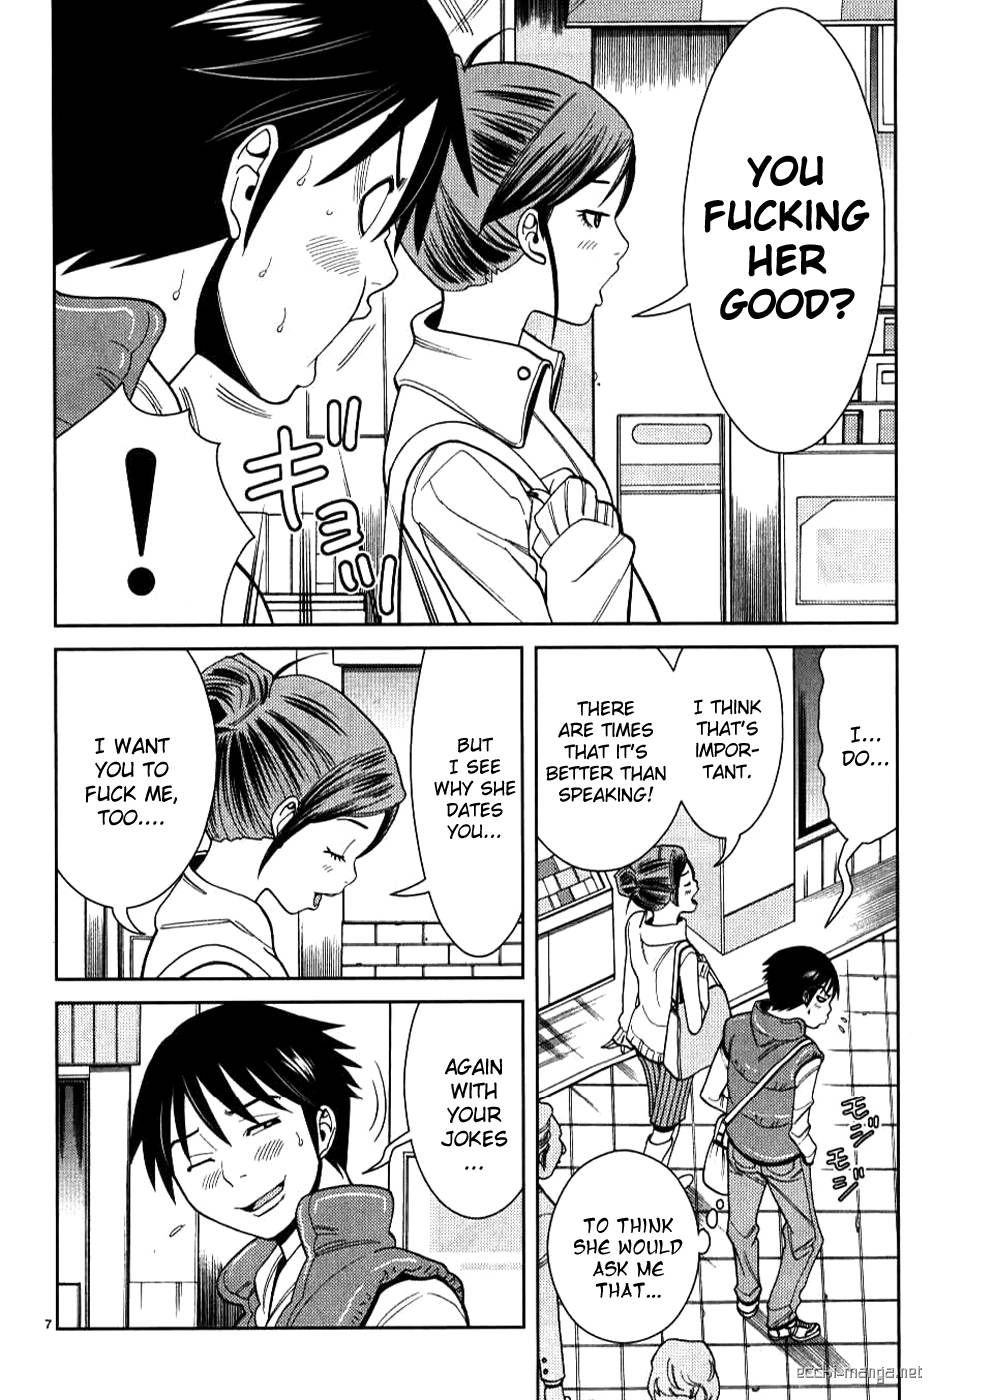 YOU
FUCKING
HER
GOOD?
ギョッ
!
I...
DO...
I THINK
THAT'S
IMPOR-
TANT.
THERE
ARE TIMES
THAT IT'S
BETTER THAN
SPEAKING!
モジ
モジ
TO THINK
SHE WOULD
ASK ME
THAT...
BUT
I SEE
WHY SHE
DATES
YOU...
I WANT
YOU TO
FUCK ME,
TOO....
AGAIN
WITH
YOUR
JOKES
...
7
ecchi-manga.net